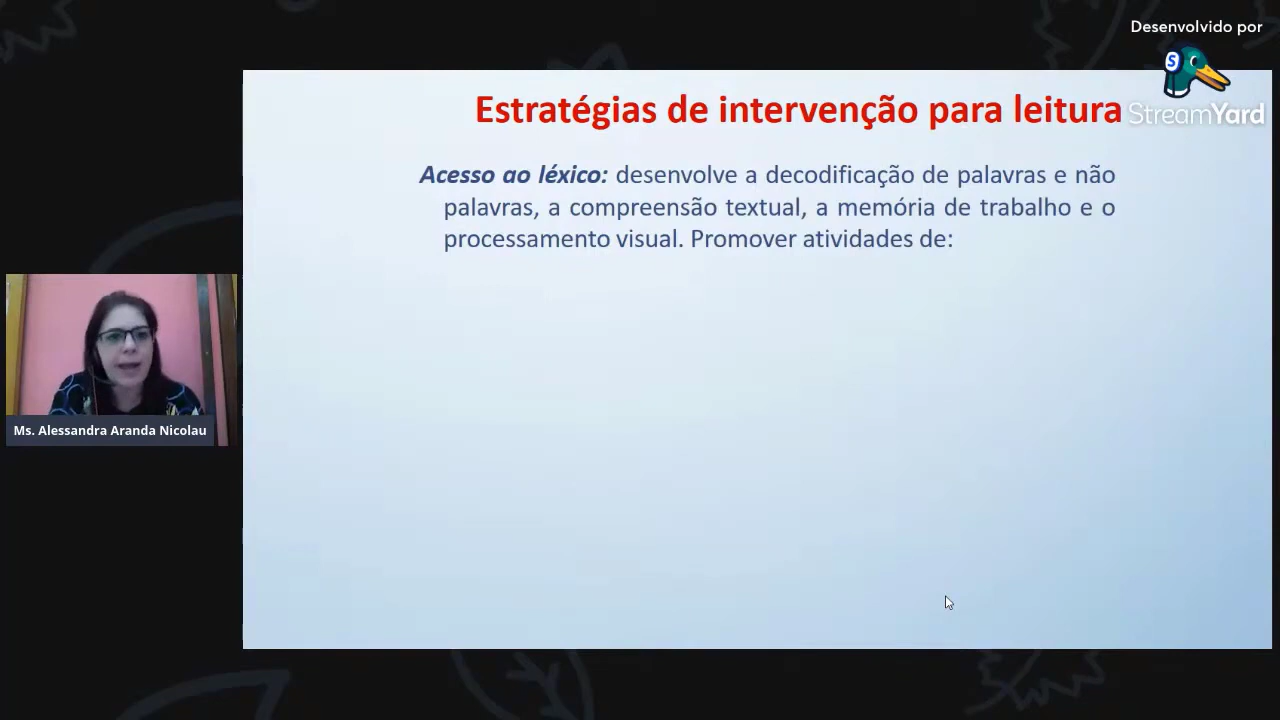 Desenvolvido por
S
StreamYard
Estratégias de intervenção para leitura
Acesso ao léxico: desenvolve a decodificação de palavras e não
palavras, a compreensão textual, a memória de trabalho e o
processamento visual. Promover atividades de:
Ms. Alessandra Aranda Nicolau